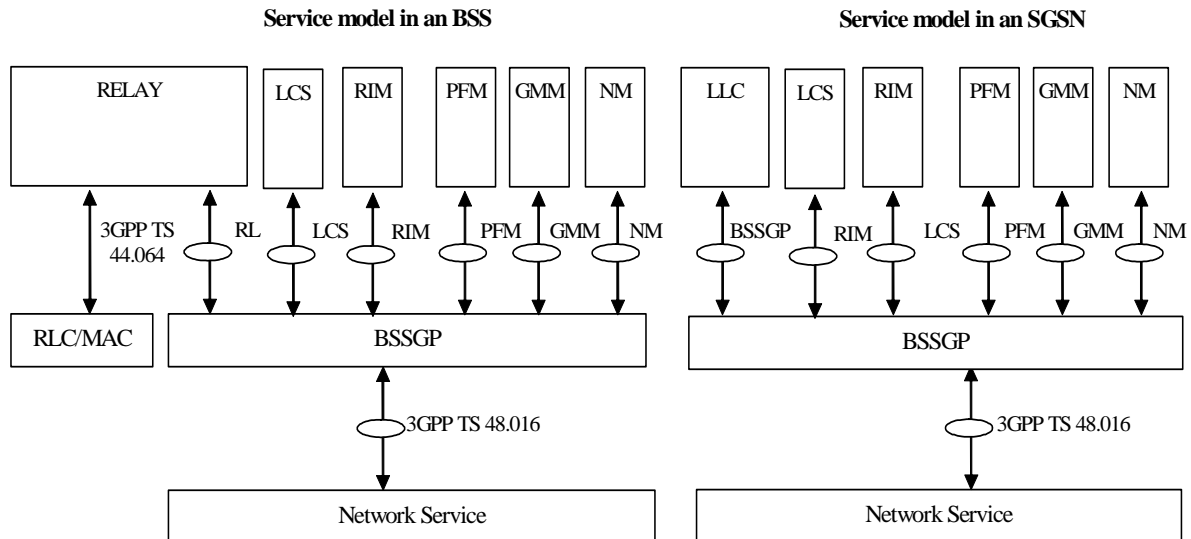 Service model in an BSS
Service model in an SGSN
RELAY
LCS
RIM
PFM
GMM
NM
LLC
LCS
RIM
PFM
GMM
NM
3GPP TS
44.064
RL
LCS
RIM
PFM
GMM
NM
BSSGP
RIM
LCS
PFM
GMM
NM
RLC/MAC
BSSGP
BSSGP
3GPP TS 48.016
3GPP TS 48.016
Network Service
Network Service